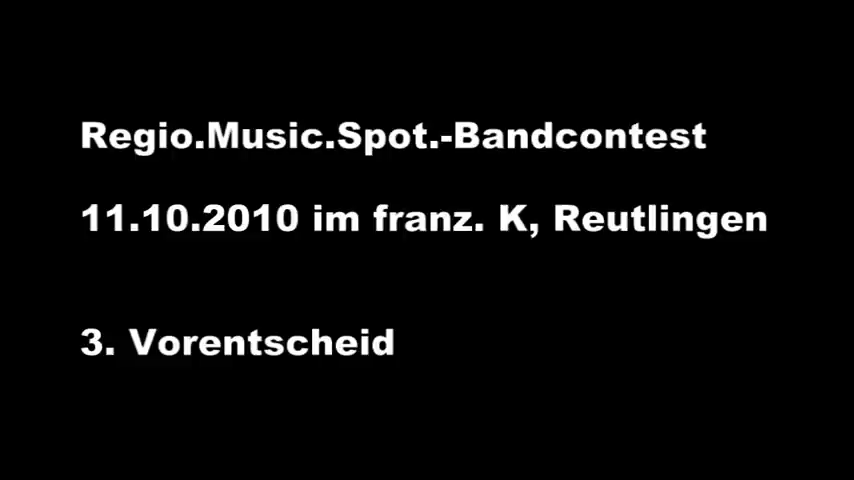 Regio.Music.Spot.-Bandcontest
11.10.2010 im franz. K, Reutlingen
3. Vorentscheid